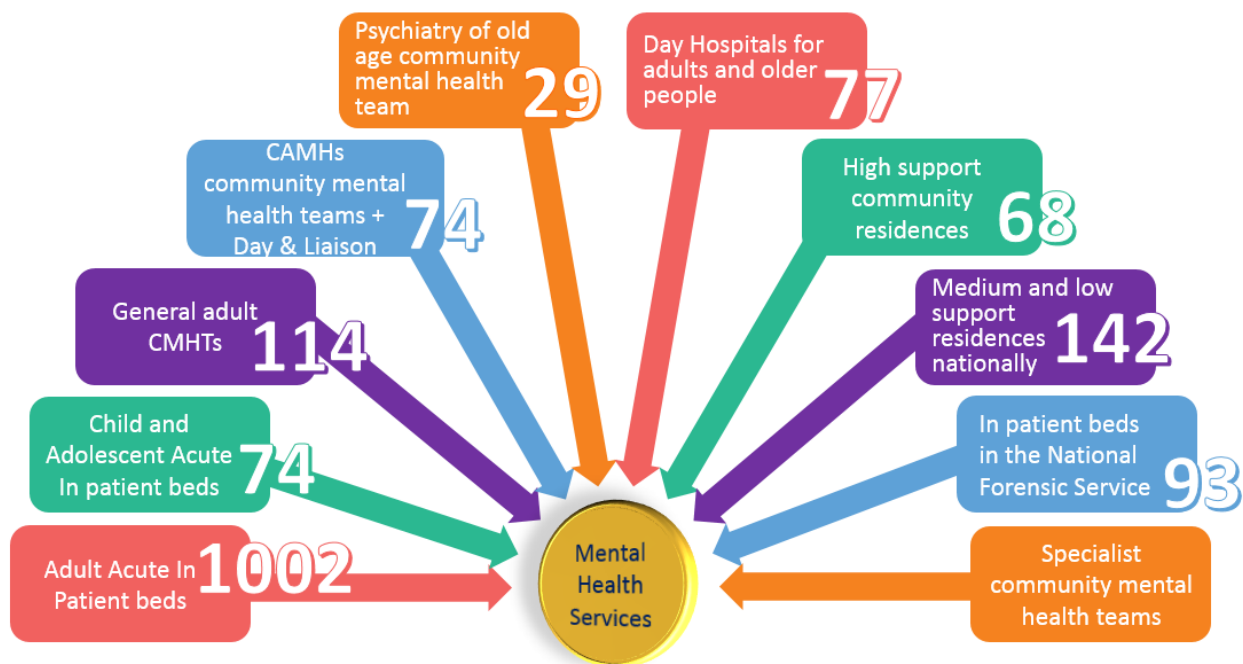 Psychiatry of old
age community
mental health
team
29
Day Hospitals for
adults and older
people
77
CAMHs
community mental
health teams +
Day & Liaison
74
High support
community
residences
68
General adult
CMHTs
114
Medium and low
support
residences
nationally
142
Child and
Adolescent Acute
In patient beds
74
In patient beds
in the National
Forensic Service
93
Adult Acute In
Patient beds
1002
Mental
Health
Services
Specialist
community mental
health teams